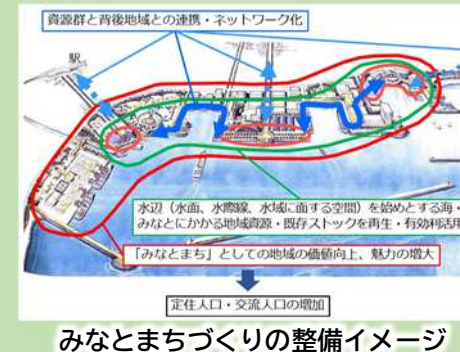 資源群と背後地域との連携・ネットワーク化
駅
水辺（水面、水際線、水域に面する空間）を始めとする海・
みなとにかかる地域資源・既存ストックを再生・有効利活用
「みなとまち」としての地域の価値向上、魅力の増大
定住人口・交流人口の増加
みなとまちづくりの整備イメージ